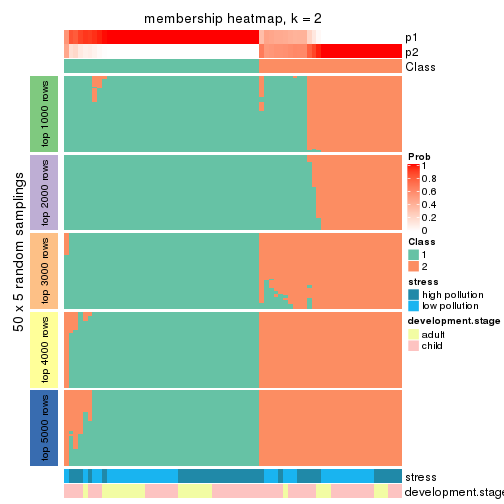 membership heatmap, k = 2
p1
p2
Class
50 x 5 random samplings
top 1000 rows
top 2000 rows
top 3000 rows
top 4000 rows
top 5000 rows
stress
development.stage
Prob
1
0.8
0.6
0.4
0.2
0
Class
1
2
stress
high pollution
low pollution
development.stage
adult
child